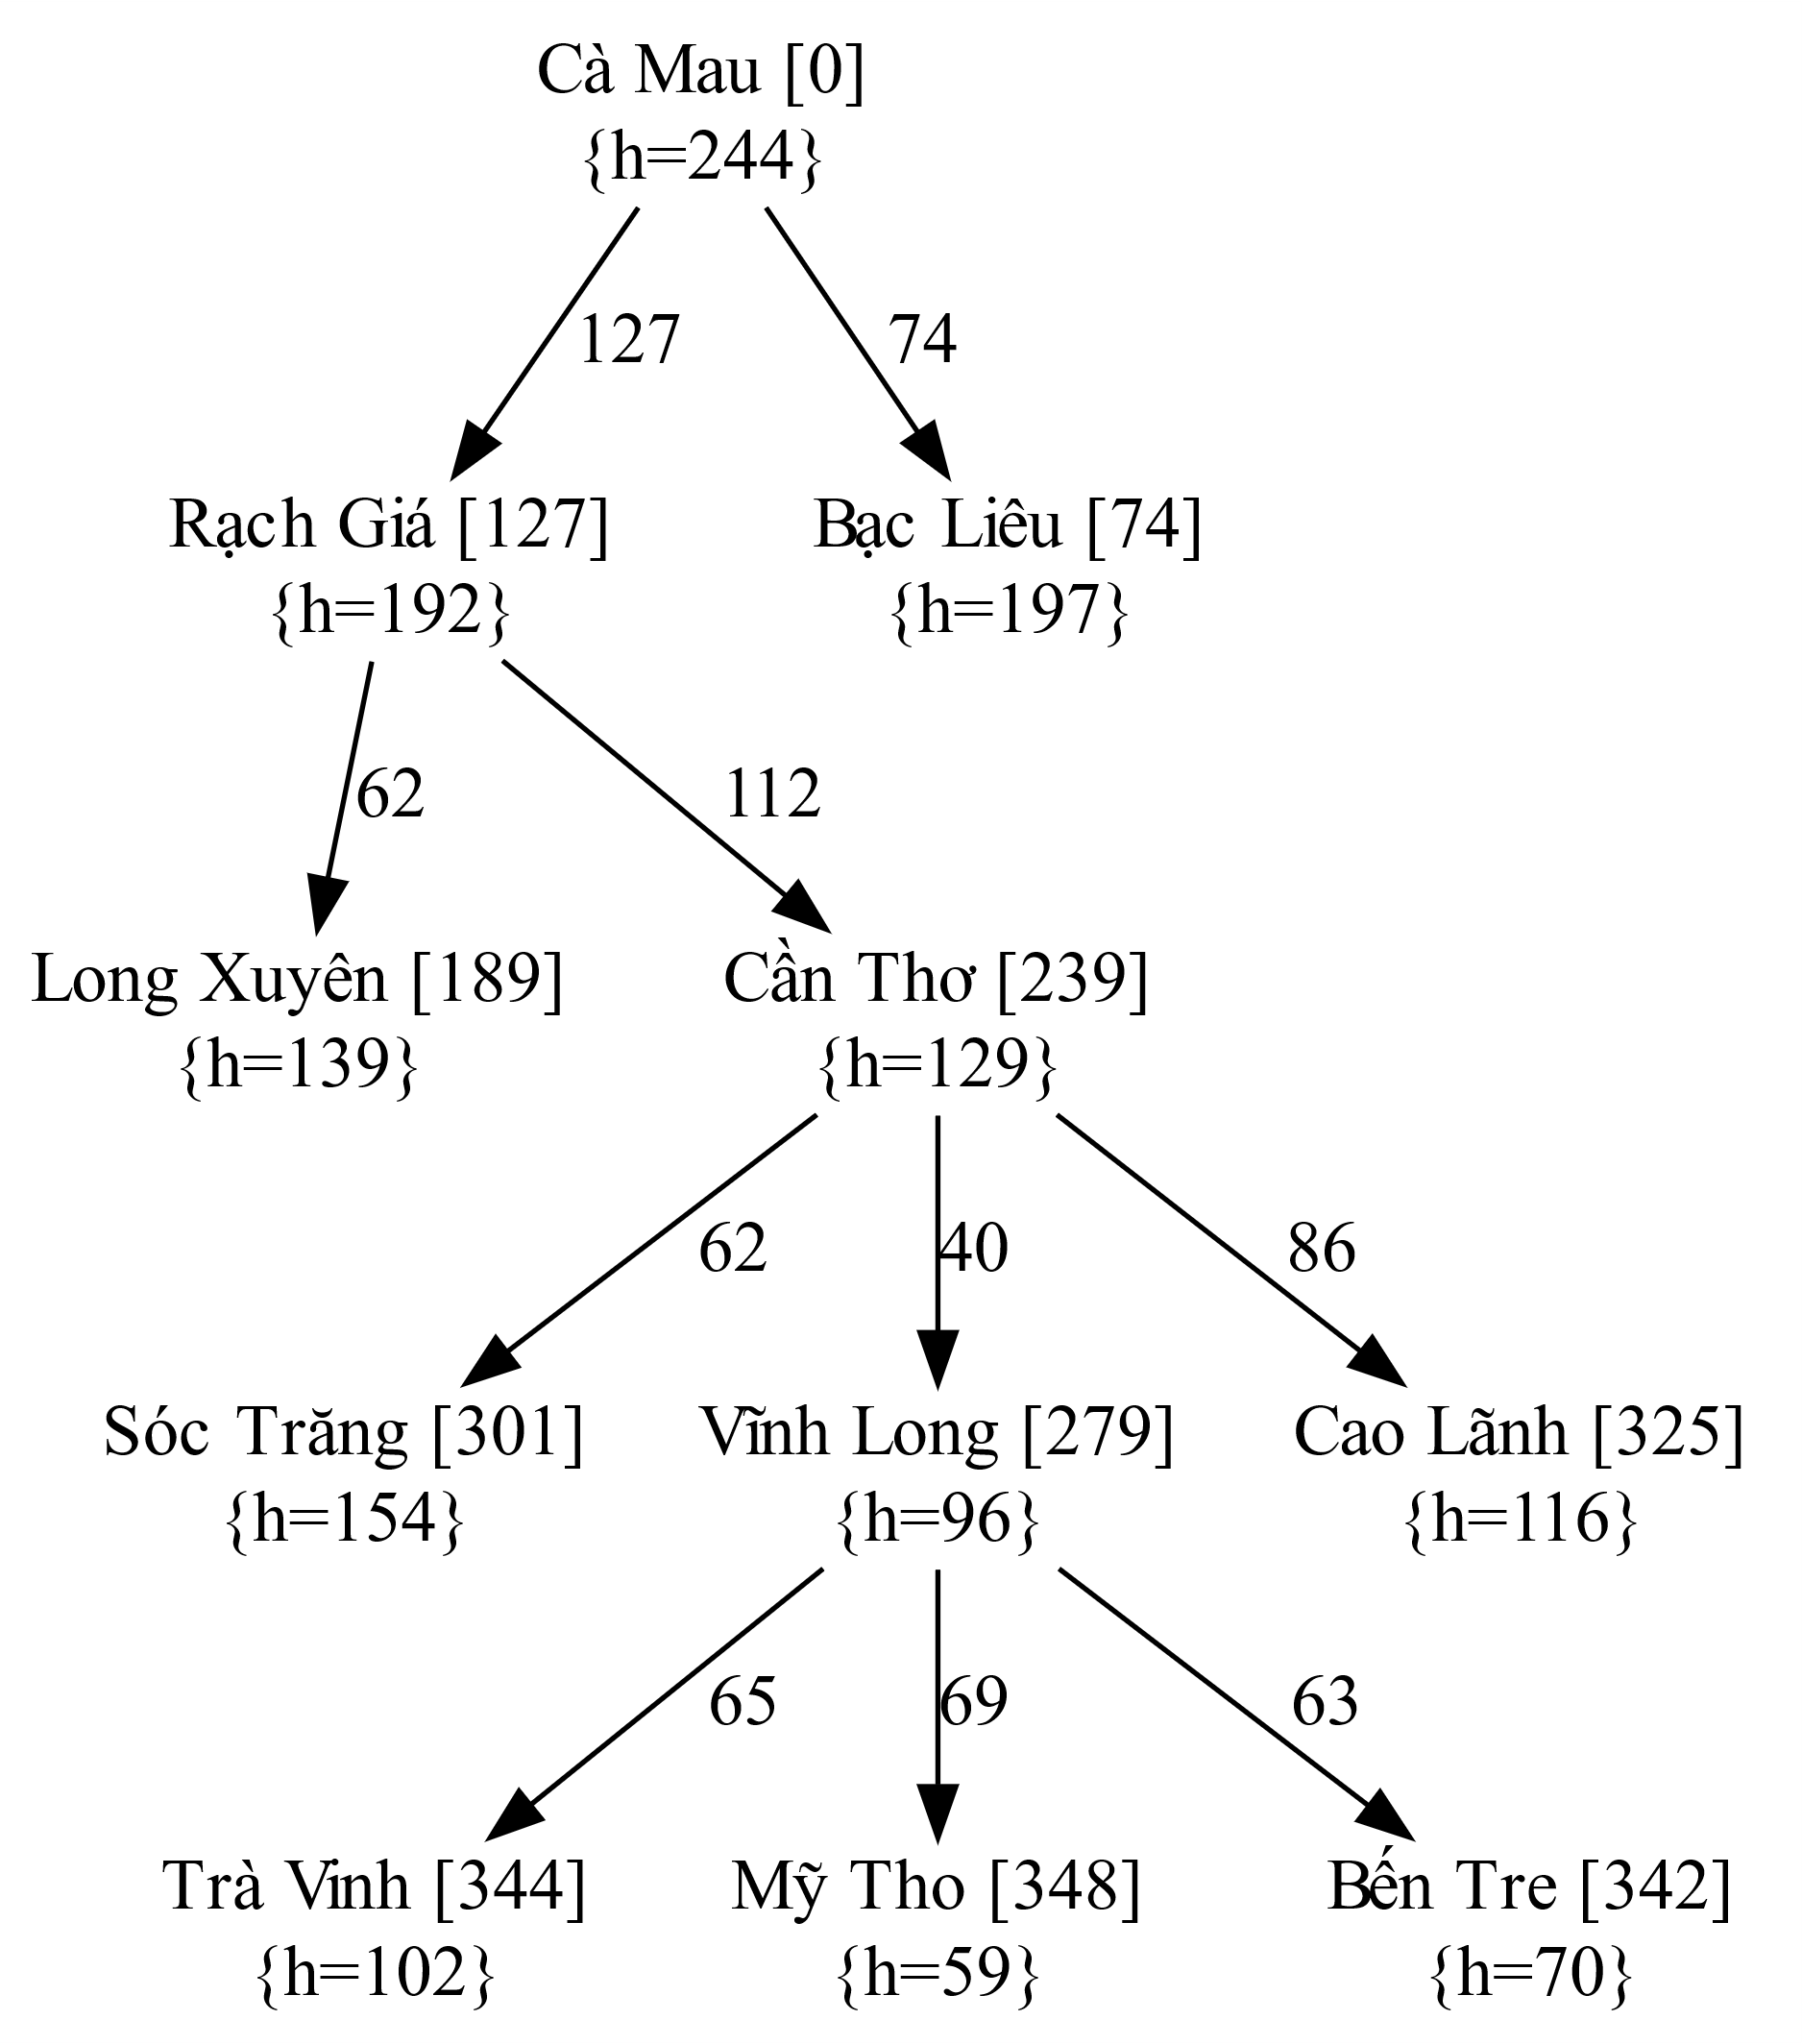 Cà Mau [0]
{h=244}
127
74
Rạch Giá [127]
{h=192}
Bạc Liêu [74]
{h=197}
62
112
Long Xuyên [189]
{h=139}
Cần Thơ [239]
{h=129}
62
40
86
Sóc Trăng [301]
{h=154}
Vĩnh Long [279]
{h=96}
Cao Lãnh [325]
{h=116}
65
69
63
Trà Vinh [344]
{h=102}
Mỹ Tho [348]
{h=59}
Bến Tre [342]
{h=70}